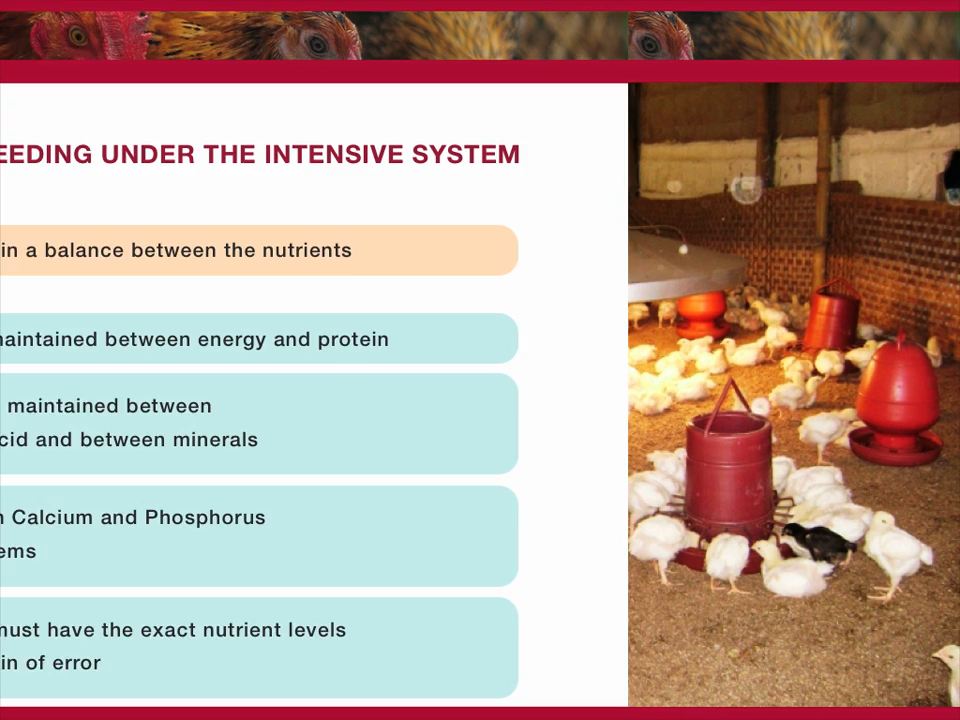 EEDING UNDER THE INTENSIVE SYSTEM
in a balance between the nutrients
maintained between energy and protein
maintained between
cid and between minerals
n Calcium and Phosphorus
ems
must have the exact nutrient levels
in of error